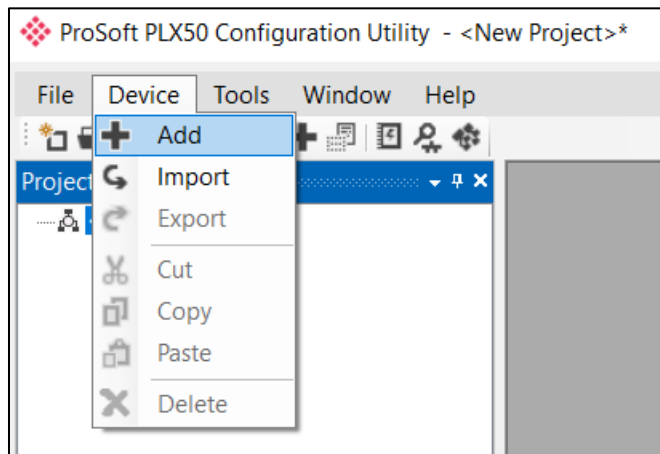 ProSoft PLX50 Configuration Utility - <New Project>*
File Device Tools Window Help
Add
Project
Import
Export
Cut
Copy
Paste
Delete